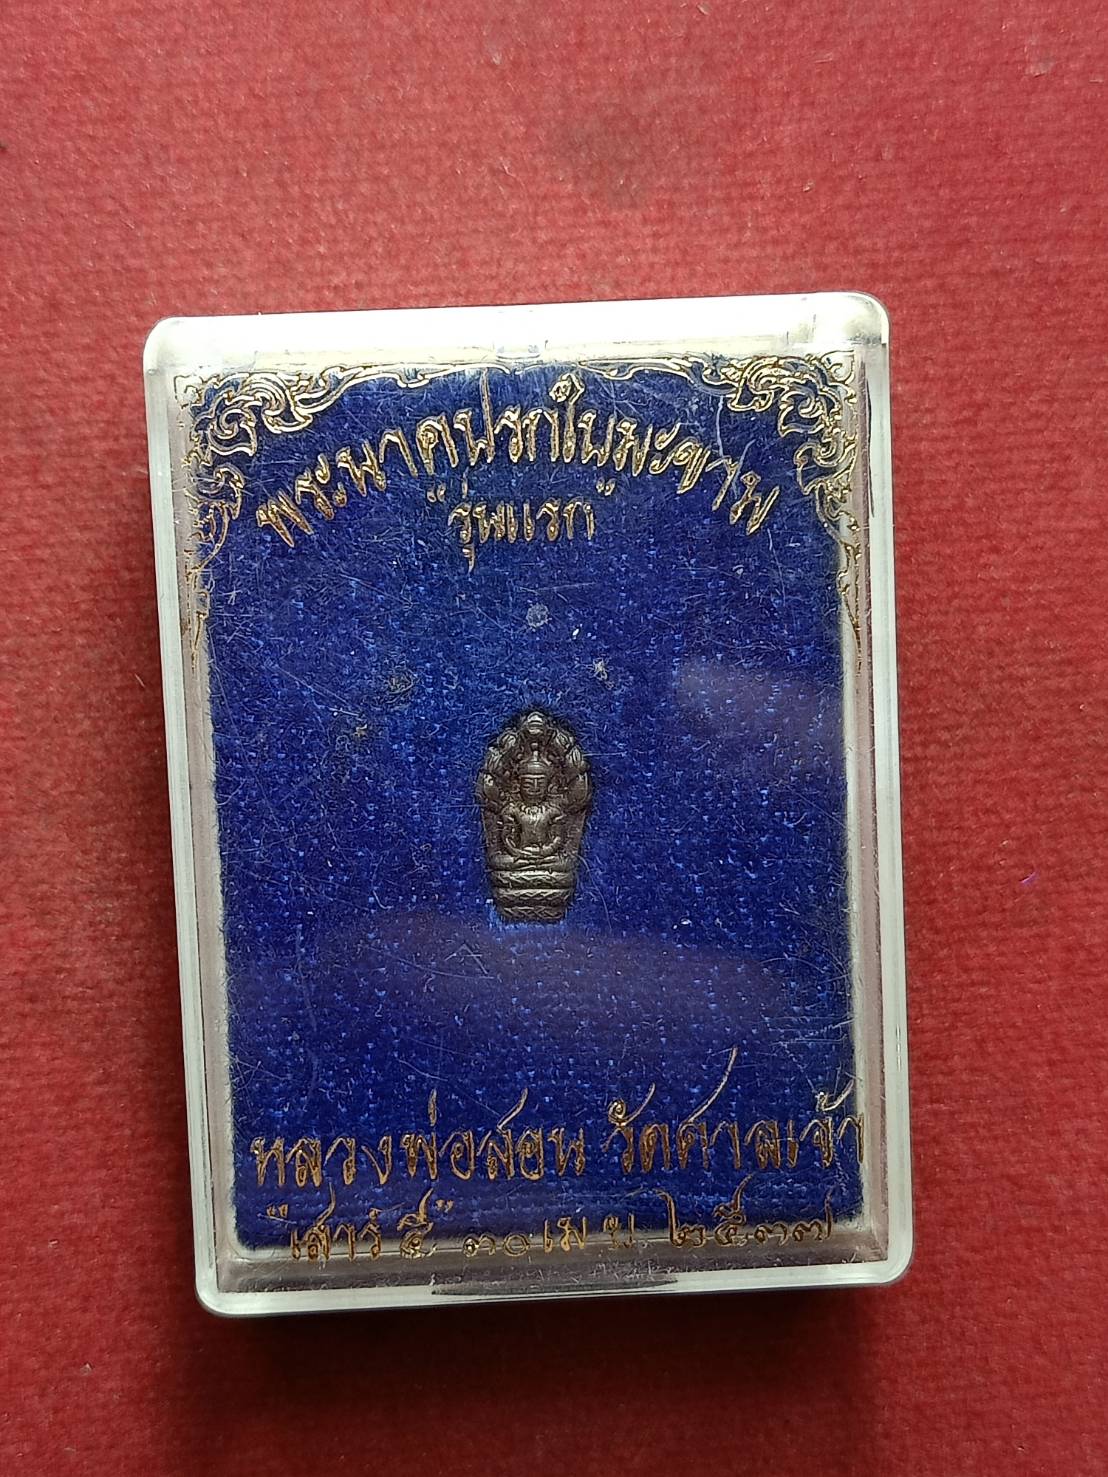 พระนาคปรกใบมะขาม
"รุ่นแรก"
หลวงพ่อสอน วัดศาลเจ้า
"เสาร์ ๕" ๓๐ เม.ย. ๒๕๓๗